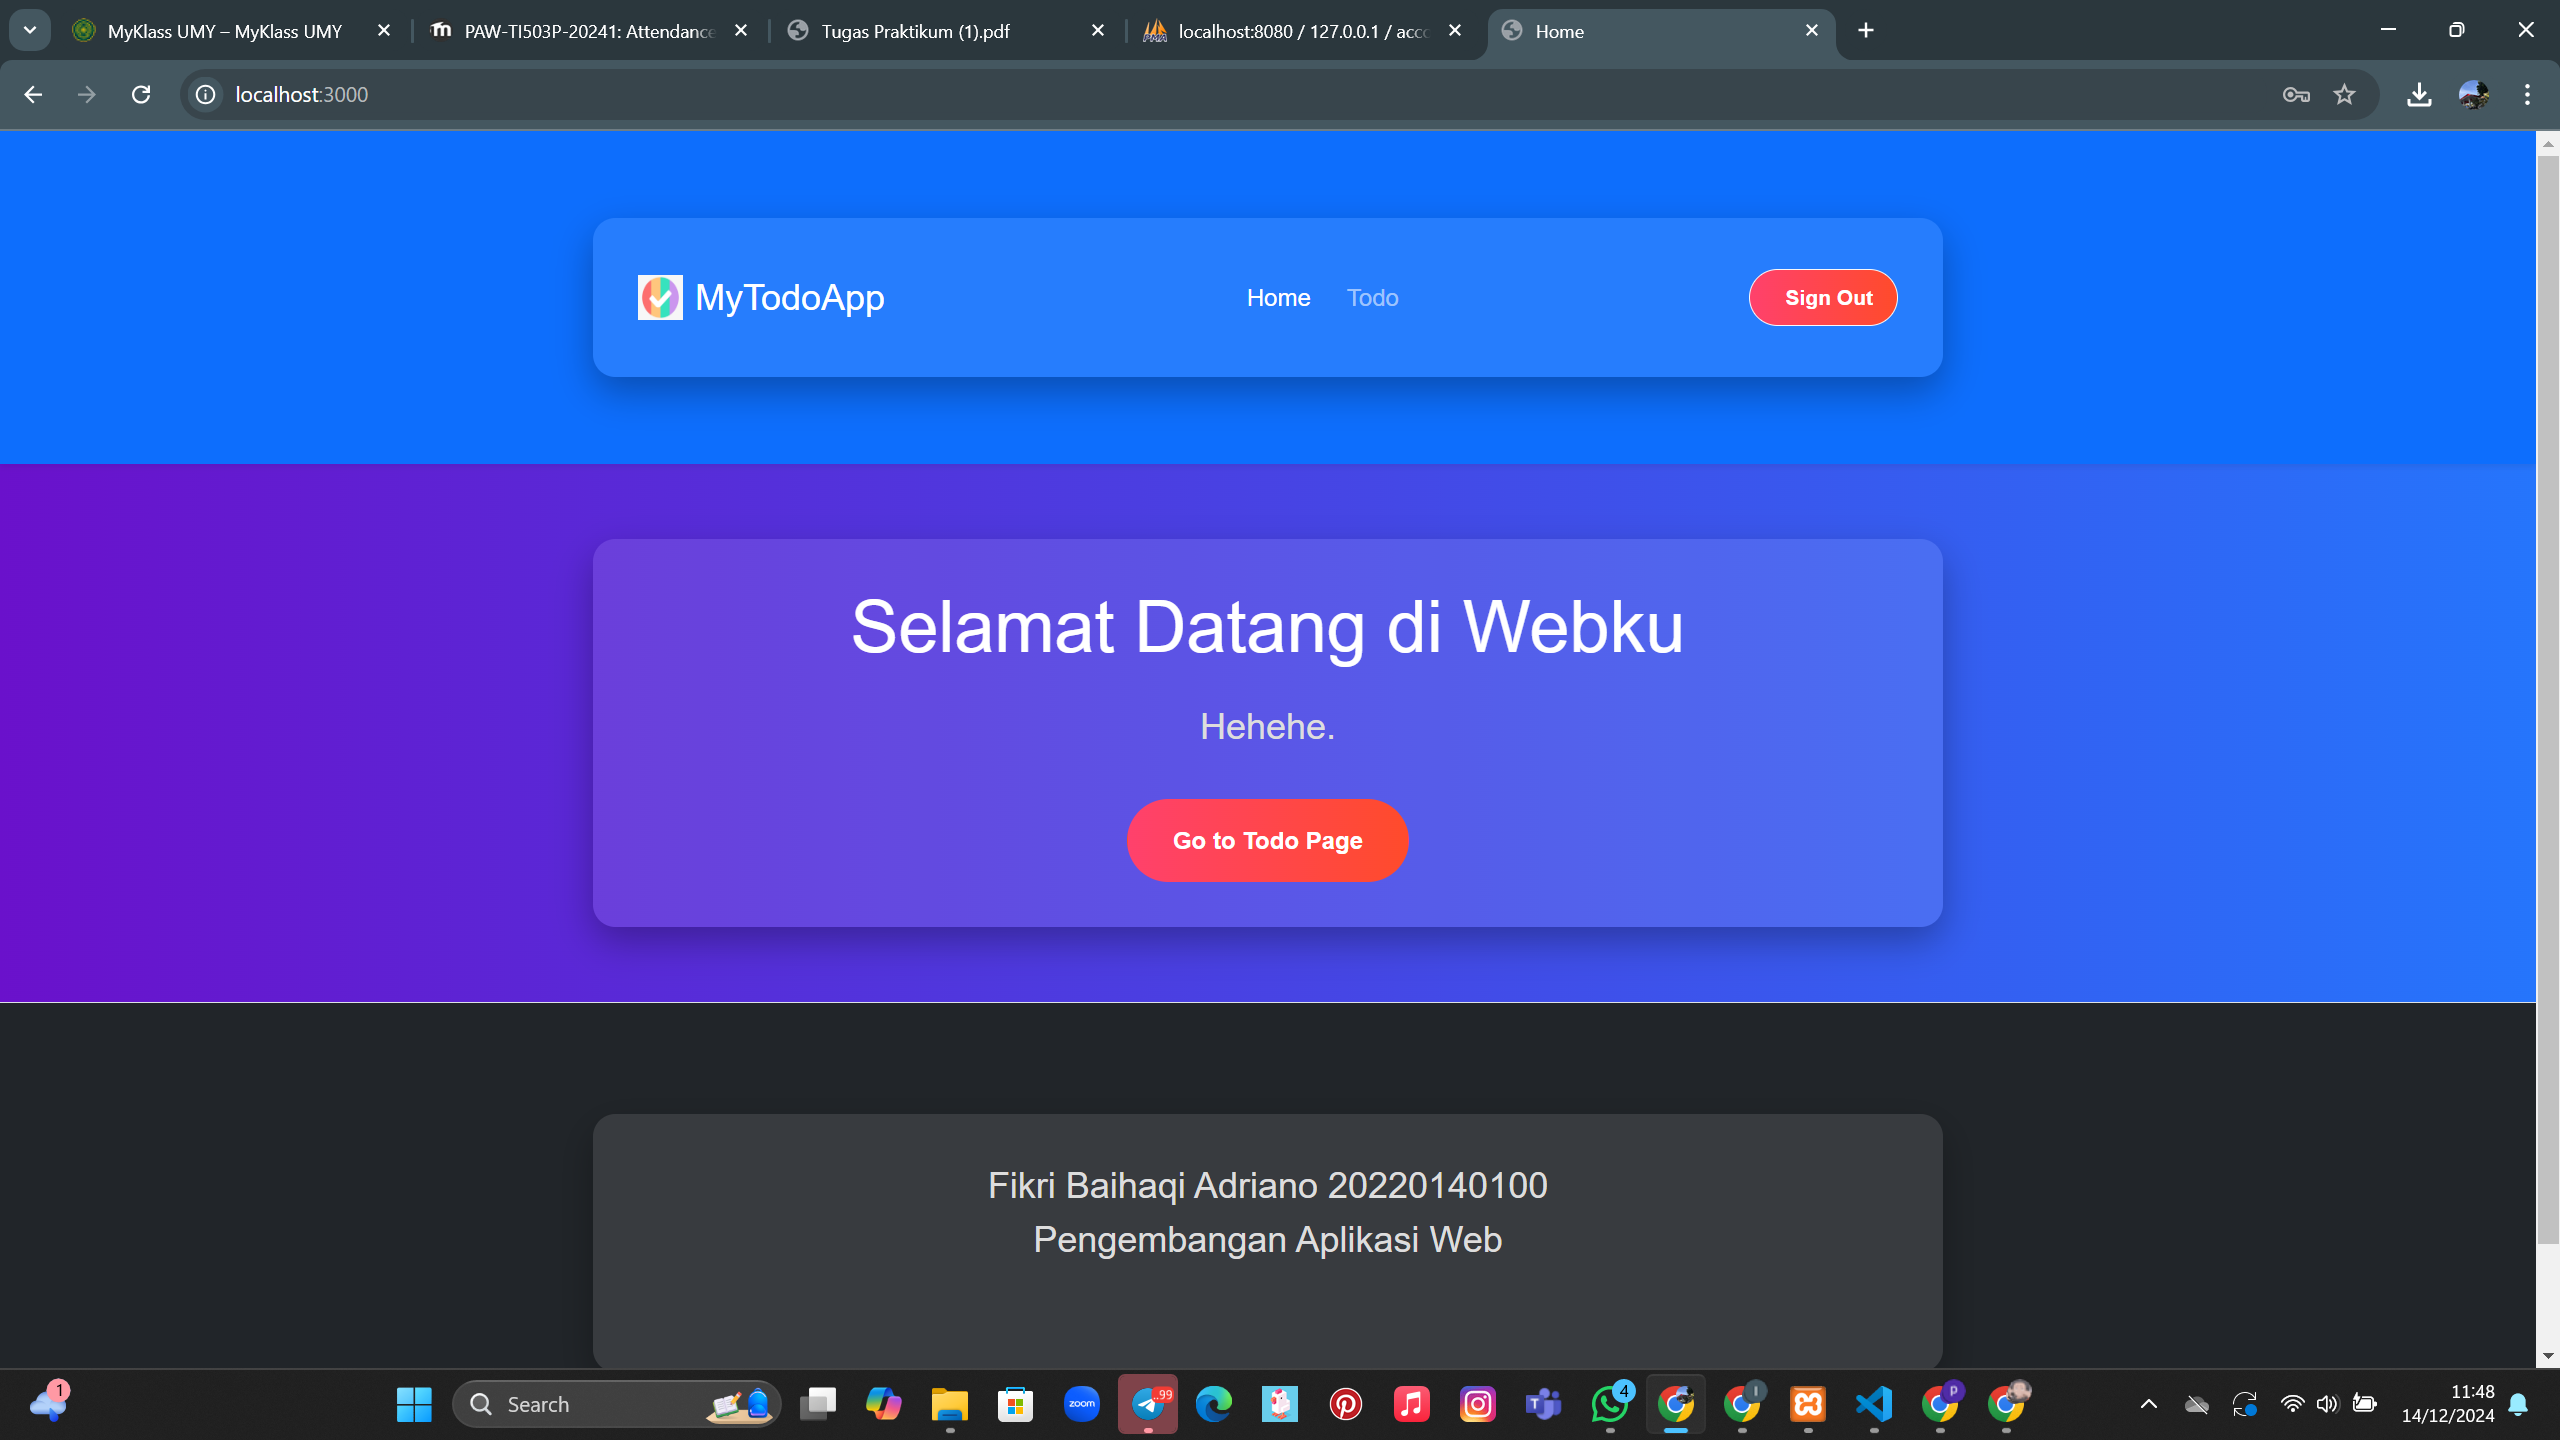 MyKlass UMY – MyKlass UMY
PAW-TI503P-20241: Attendance
Tugas Praktikum (1).pdf
localhost:8080 / 127.0.0.1 / acco
Home
localhost:3000
MyTodoApp
Home
Todo
Sign Out
Selamat Datang di Webku
Hehehe.
Go to Todo Page
Fikri Baihaqi Adriano 20220140100
Pengembangan Aplikasi Web
1
Search
zoom
..99
4
I
P
11:48
14/12/2024